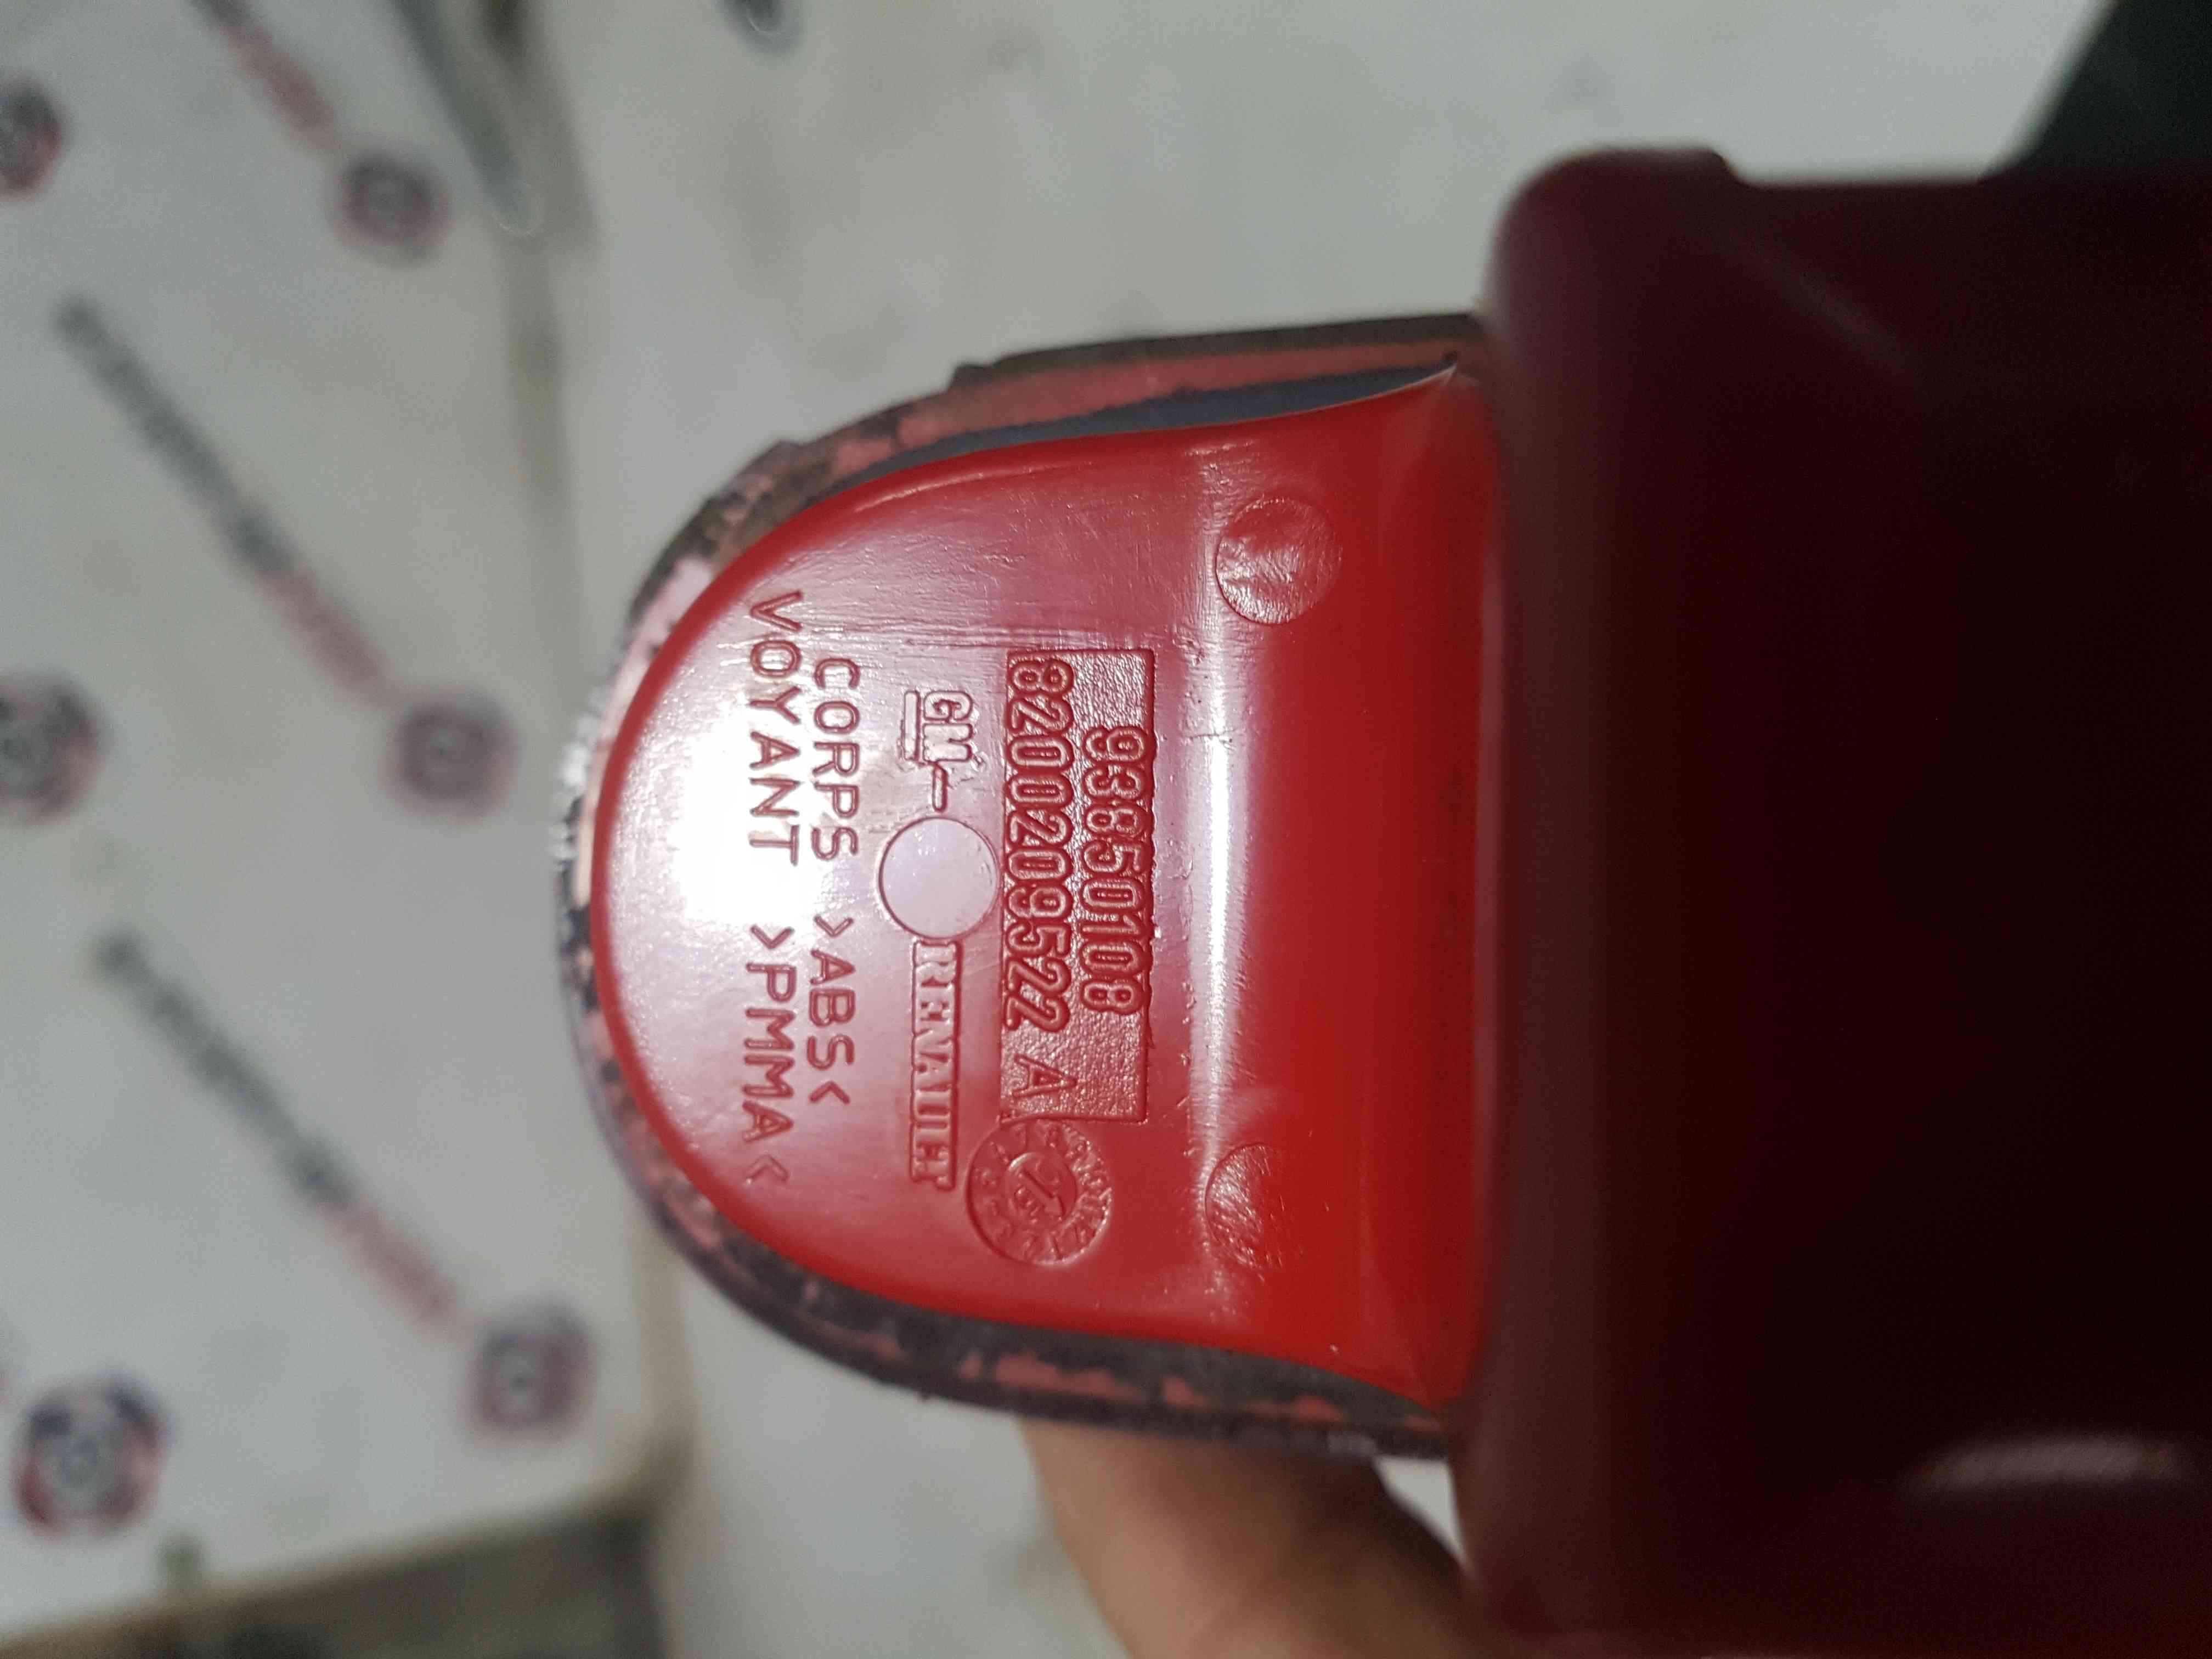 93850108
8200209522 A
GM- RENAULT
CORPS >ABS<
VOYANT >PMMA<